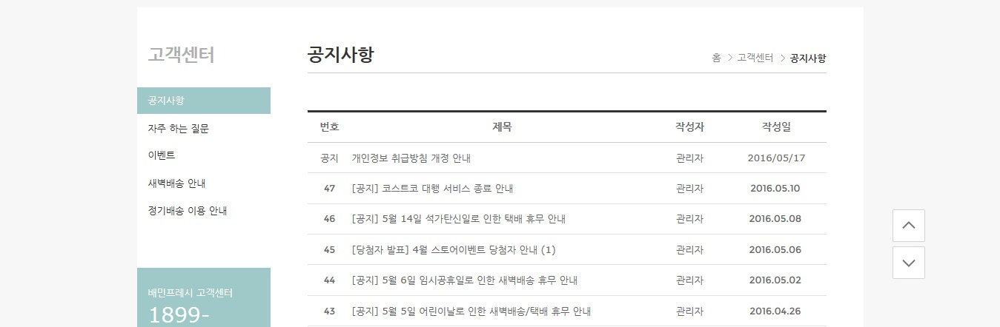 고객센터
공지사항
자주 하는 질문
이벤트
새벽배송 안내
정기배송 이용 안내
배민프레시 고객센터
1899-
공지사항
홈 > 고객센터 > 공지사항
번호 제목 작성자 작성일
공지 개인정보 취급방침 개정 안내 관리자 2016/05/17
47 [공지] 코스트코 대행 서비스 종료 안내 관리자 2016.05.10
46 [공지] 5월 14일 석가탄신일로 인한 택배 휴무 안내 관리자 2016.05.08
45 [당첨자 발표] 4월 스토어이벤트 당첨자 안내 (1) 관리자 2016.05.06
44 [공지] 5월 6일 임시공휴일로 인한 새벽배송 휴무 안내 관리자 2016.05.02
43 [공지] 5월 5일 어린이날로 인한 새벽배송/택배 휴무 안내 관리자 2016.04.26